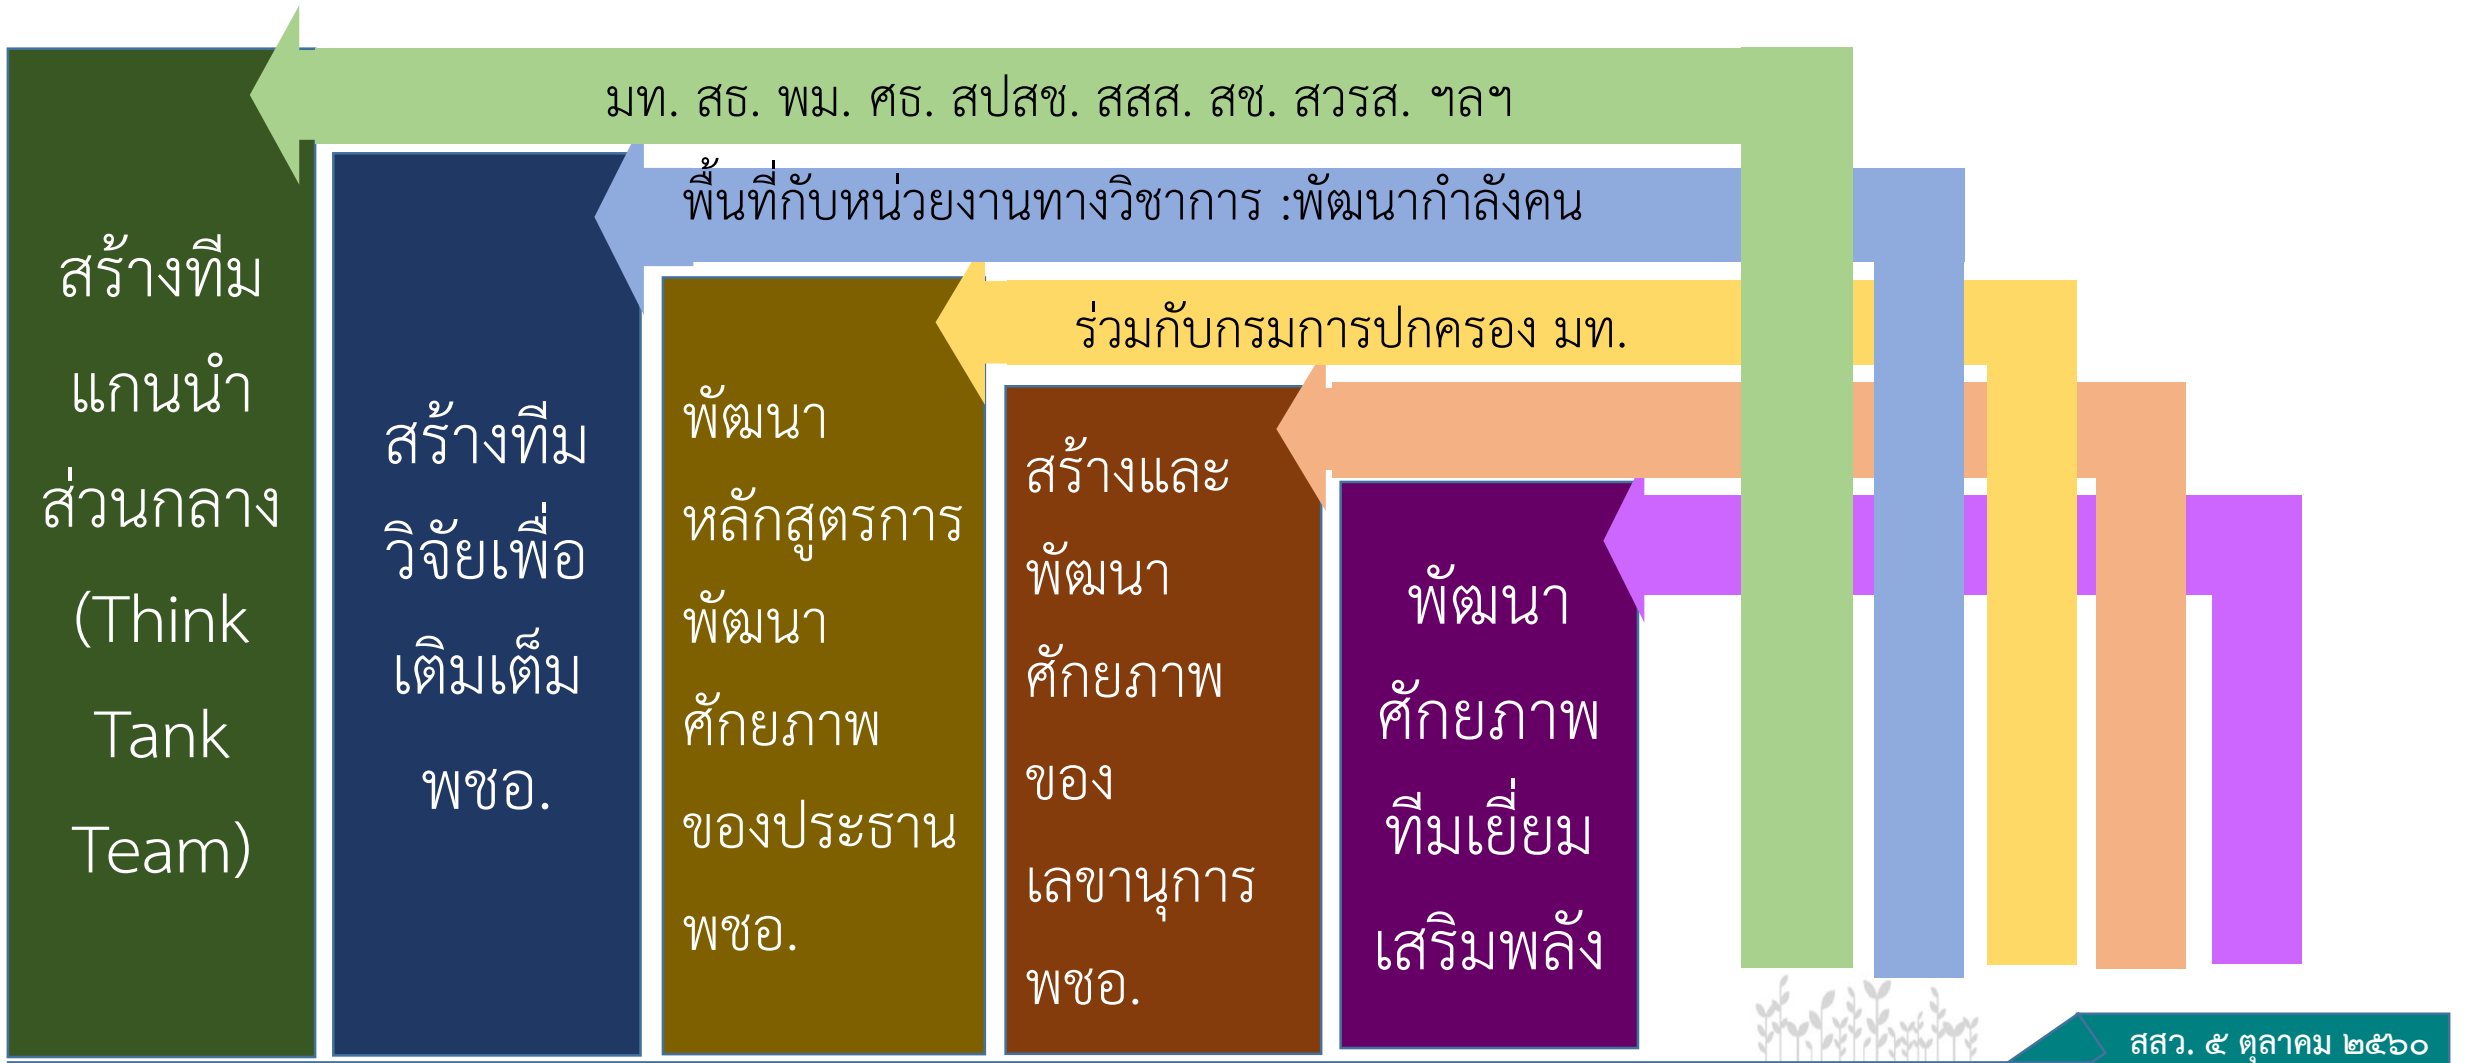 มท. สธ. พม. ศธ. สปสช. สสส. สช. สวรส. ฯลฯ
พื้นที่กับหน่วยงานทางวิชาการ :พัฒนากำลังคน
ร่วมกับกรมการปกครอง มท.
สร้างทีม
แกนนำ
ส่วนกลาง
(Think
Tank
Team)
สร้างทีม
วิจัยเพื่อ
เติมเต็ม
พชอ.
พัฒนา
หลักสูตรการ
พัฒนา
ศักยภาพ
ของประธาน
พชอ.
สร้างและ
พัฒนา
ศักยภาพ
ของ
เลขานุการ
พชอ.
พัฒนา
ศักยภาพ
ทีมเยี่ยม
เสริมพลัง
สสว. ๕ ตุลาคม ๒๕๖๐